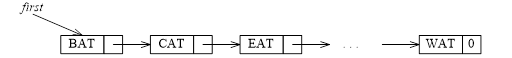 first
BAT CAT EAT . . . WAT 0